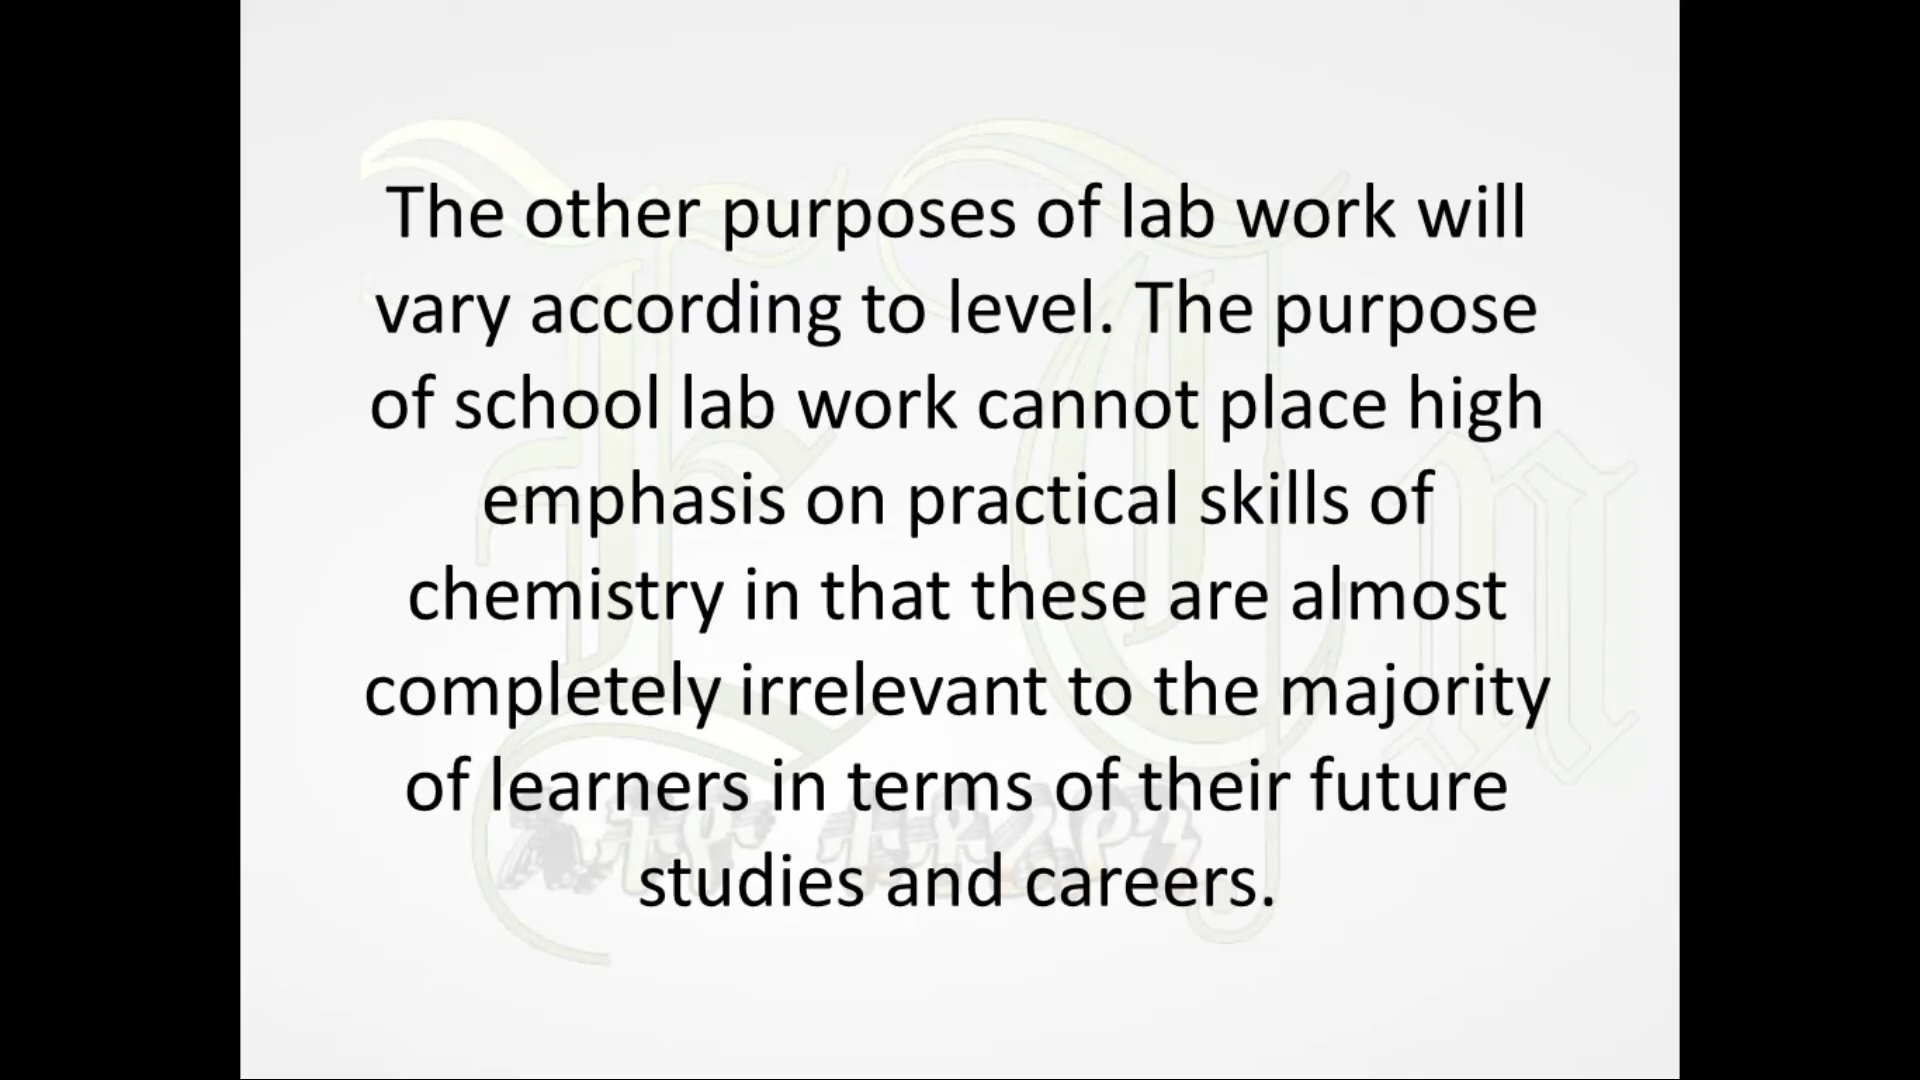 The other purposes of lab work will
vary according to level. The purpose
of school lab work cannot place high
emphasis on practical skills of
chemistry in that these are almost
completely irrelevant to the majority
of learners in terms of their future
studies and careers.